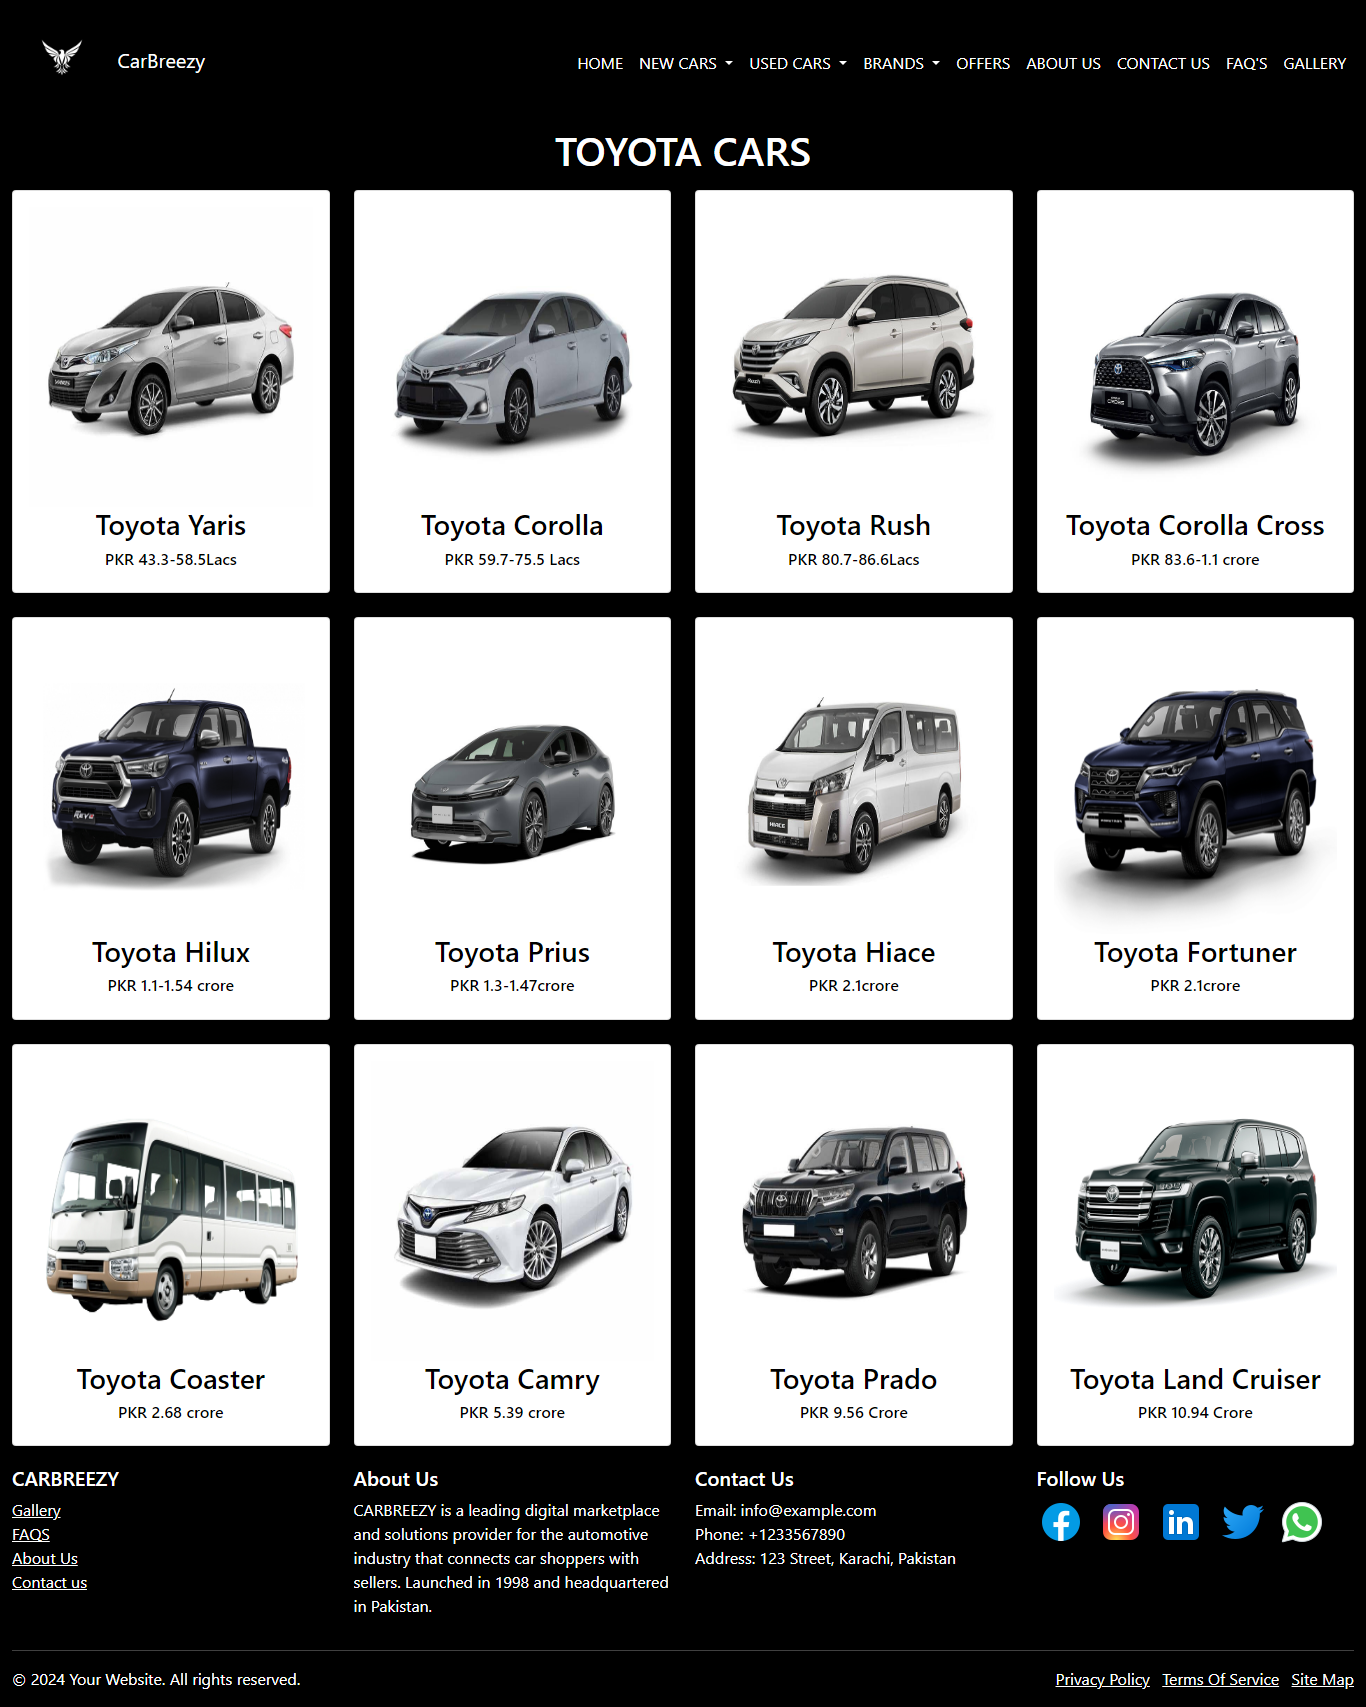 CarBreezy
HOME NEW CARS USED CARS BRANDS OFFERS ABOUT US CONTACT US FAQ'S GALLERY
TOYOTA CARS
Toyota Yaris
PKR 43.3-58.5Lacs
Toyota Corolla
PKR 59.7-75.5 Lacs
Toyota Rush
PKR 80.7-86.6Lacs
Toyota Corolla Cross
PKR 83.6-1.1 crore
Toyota Hilux
PKR 1.1-1.54 crore
Toyota Prius
PKR 1.3-1.47crore
HIACE
Toyota Hiace
PKR 2.1crore
Toyota Fortuner
PKR 2.1crore
Toyota Coaster
PKR 2.68 crore
Toyota Camry
PKR 5.39 crore
Toyota Prado
PKR 9.56 Crore
Toyota Land Cruiser
PKR 10.94 Crore
CARBREEZY
Gallery
FAQS
About Us
Contact us
About Us
CARBREEZY is a leading digital marketplace
and solutions provider for the automotive
industry that connects car shoppers with
sellers. Launched in 1998 and headquartered
in Pakistan.
Contact Us
Email: info@example.com
Phone: +1233567890
Address: 123 Street, Karachi, Pakistan
Follow Us
© 2024 Your Website. All rights reserved.
Privacy Policy Terms Of Service Site Map